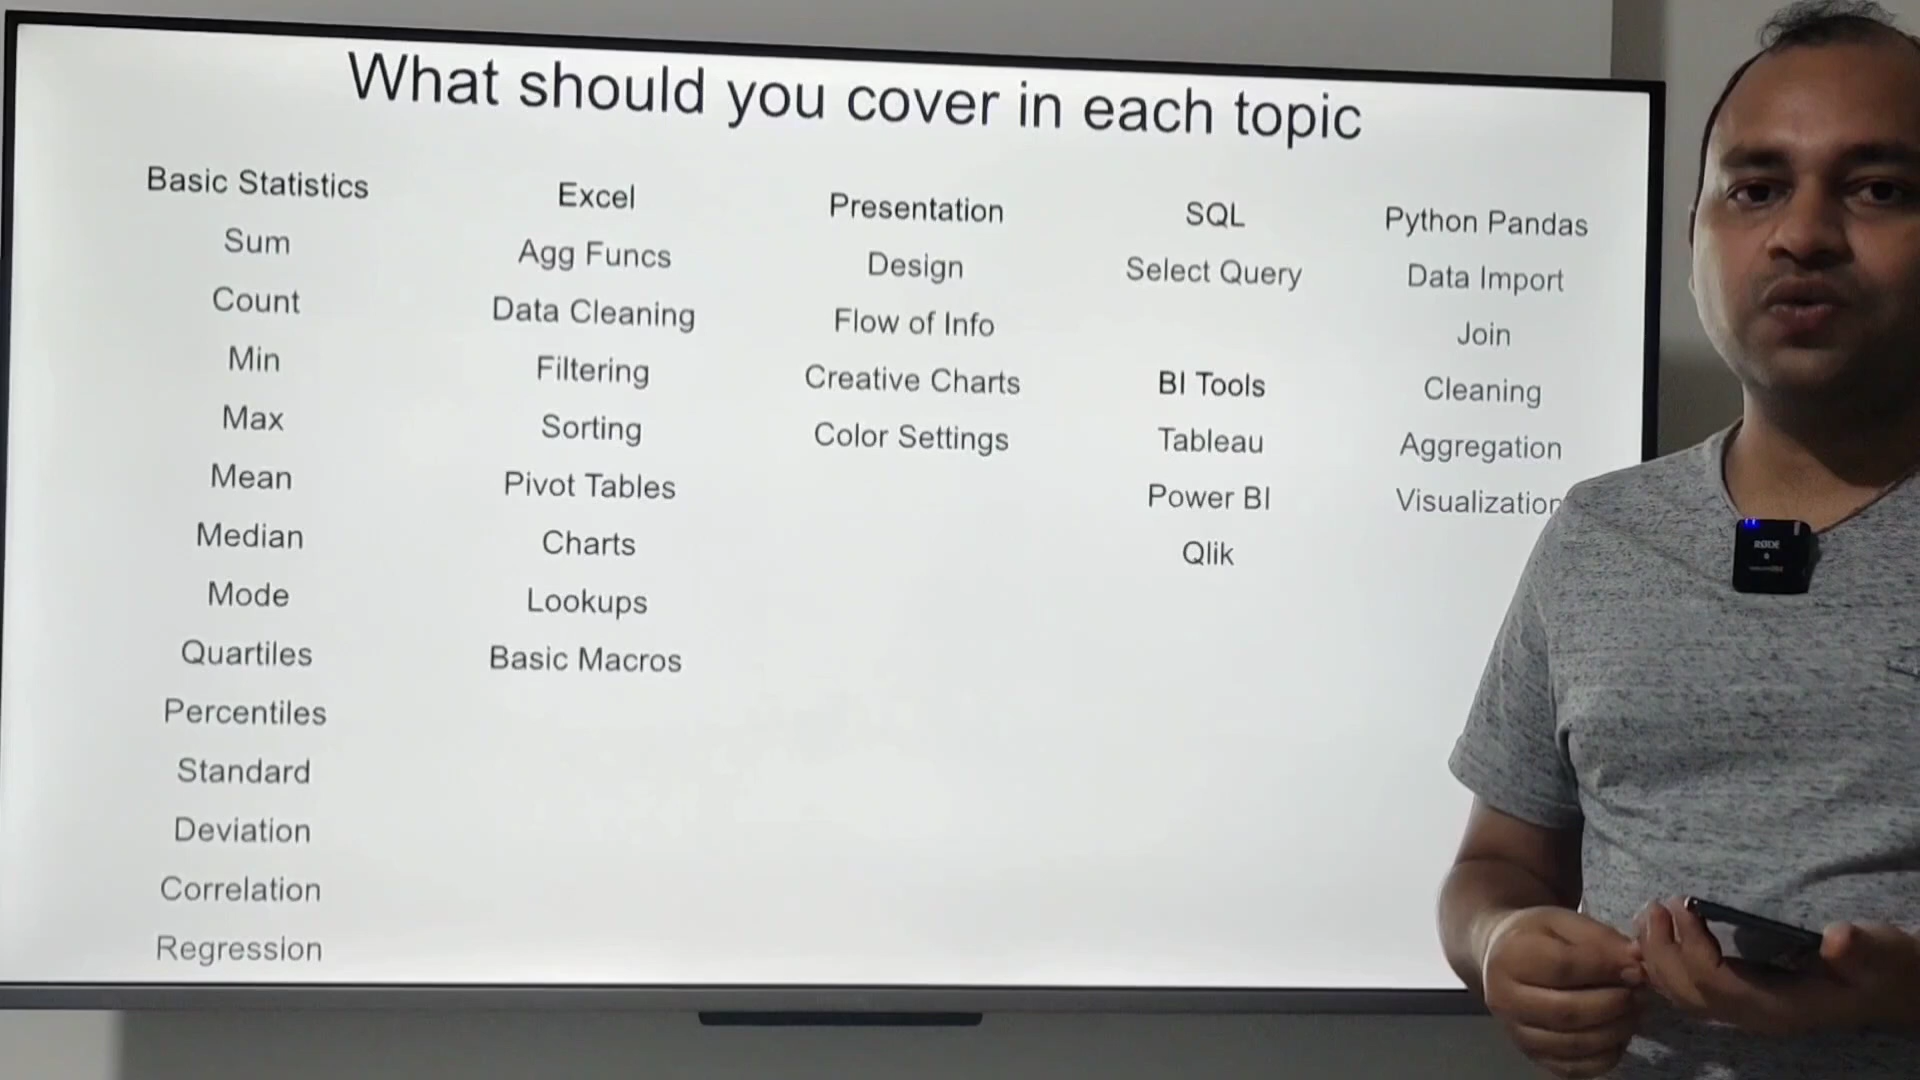 What should you cover in each topic
Basic Statistics
Sum
Count
Min
Max
Mean
Median
Mode
Quartiles
Percentiles
Standard
Deviation
Correlation
Regression
Excel
Agg Funcs
Data Cleaning
Filtering
Sorting
Pivot Tables
Charts
Lookups
Basic Macros
Presentation
Design
Flow of Info
Creative Charts
Color Settings
SQL
Select Query
BI Tools
Tableau
Power BI
Qlik
Python Pandas
Data Import
Join
Cleaning
Aggregation
Visualization
RØDE